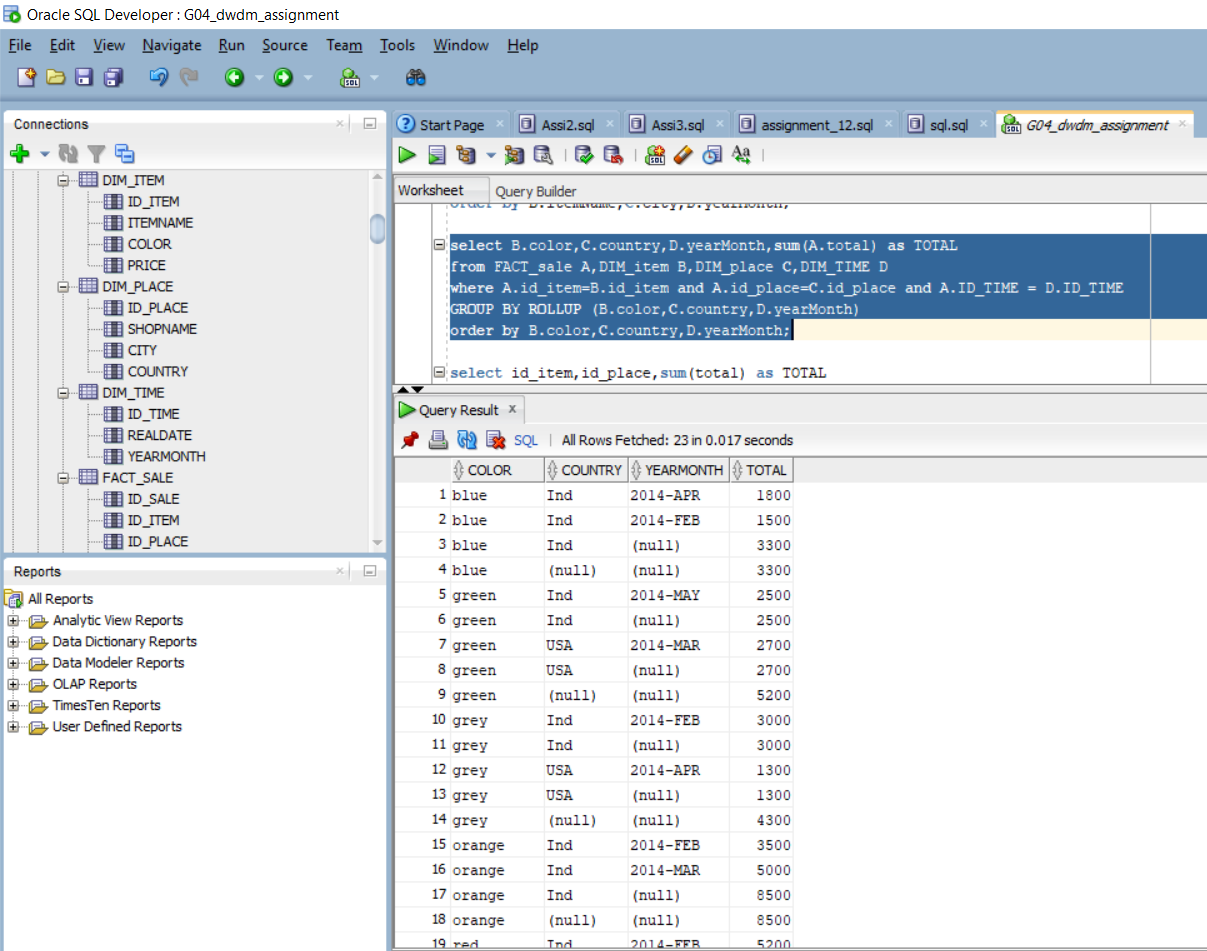 Oracle SQL Developer : G04_dwdm_assignment
File Edit View Navigate Run Source Team Tools Window Help
Connections
DIM_ITEM
ID_ITEM
ITEMNAME
COLOR
PRICE
DIM_PLACE
ID_PLACE
SHOPNAME
CITY
COUNTRY
DIM_TIME
ID_TIME
REALDATE
YEARMONTH
FACT_SALE
ID_SALE
ID_ITEM
ID_PLACE
Reports
All Reports
Analytic View Reports
Data Dictionary Reports
Data Modeler Reports
OLAP Reports
TimesTen Reports
User Defined Reports
Start Page Assi2.sql Assi3.sql assignment_12.sql sql.sql G04_dwdm_assignment
Worksheet Query Builder
order by B.itemName,C.city,D.yearMonth;
select B.color,C.country,D.yearMonth,sum(A.total) as TOTAL
from FACT_sale A,DIM_item B,DIM_place C,DIM_TIME D
where A.id_item=B.id_item and A.id_place=C.id_place and A.ID_TIME = D.ID_TIME
GROUP BY ROLLUP (B.color,C.country,D.yearMonth)
order by B.color,C.country,D.yearMonth;
select id_item,id_place,sum(total) as TOTAL
Query Result
SQL | All Rows Fetched: 23 in 0.017 seconds
COLOR COUNTRY YEARMONTH TOTAL
1 blue Ind 2014-APR 1800
2 blue Ind 2014-FEB 1500
3 blue Ind (null) 3300
4 blue (null) (null) 3300
5 green Ind 2014-MAY 2500
6 green Ind (null) 2500
7 green USA 2014-MAR 2700
8 green USA (null) 2700
9 green (null) (null) 5200
10 grey Ind 2014-FEB 3000
11 grey Ind (null) 3000
12 grey USA 2014-APR 1300
13 grey USA (null) 1300
14 grey (null) (null) 4300
15 orange Ind 2014-FEB 3500
16 orange Ind 2014-MAR 5000
17 orange Ind (null) 8500
18 orange (null) (null) 8500
19 red Ind 2014-FEB 5200